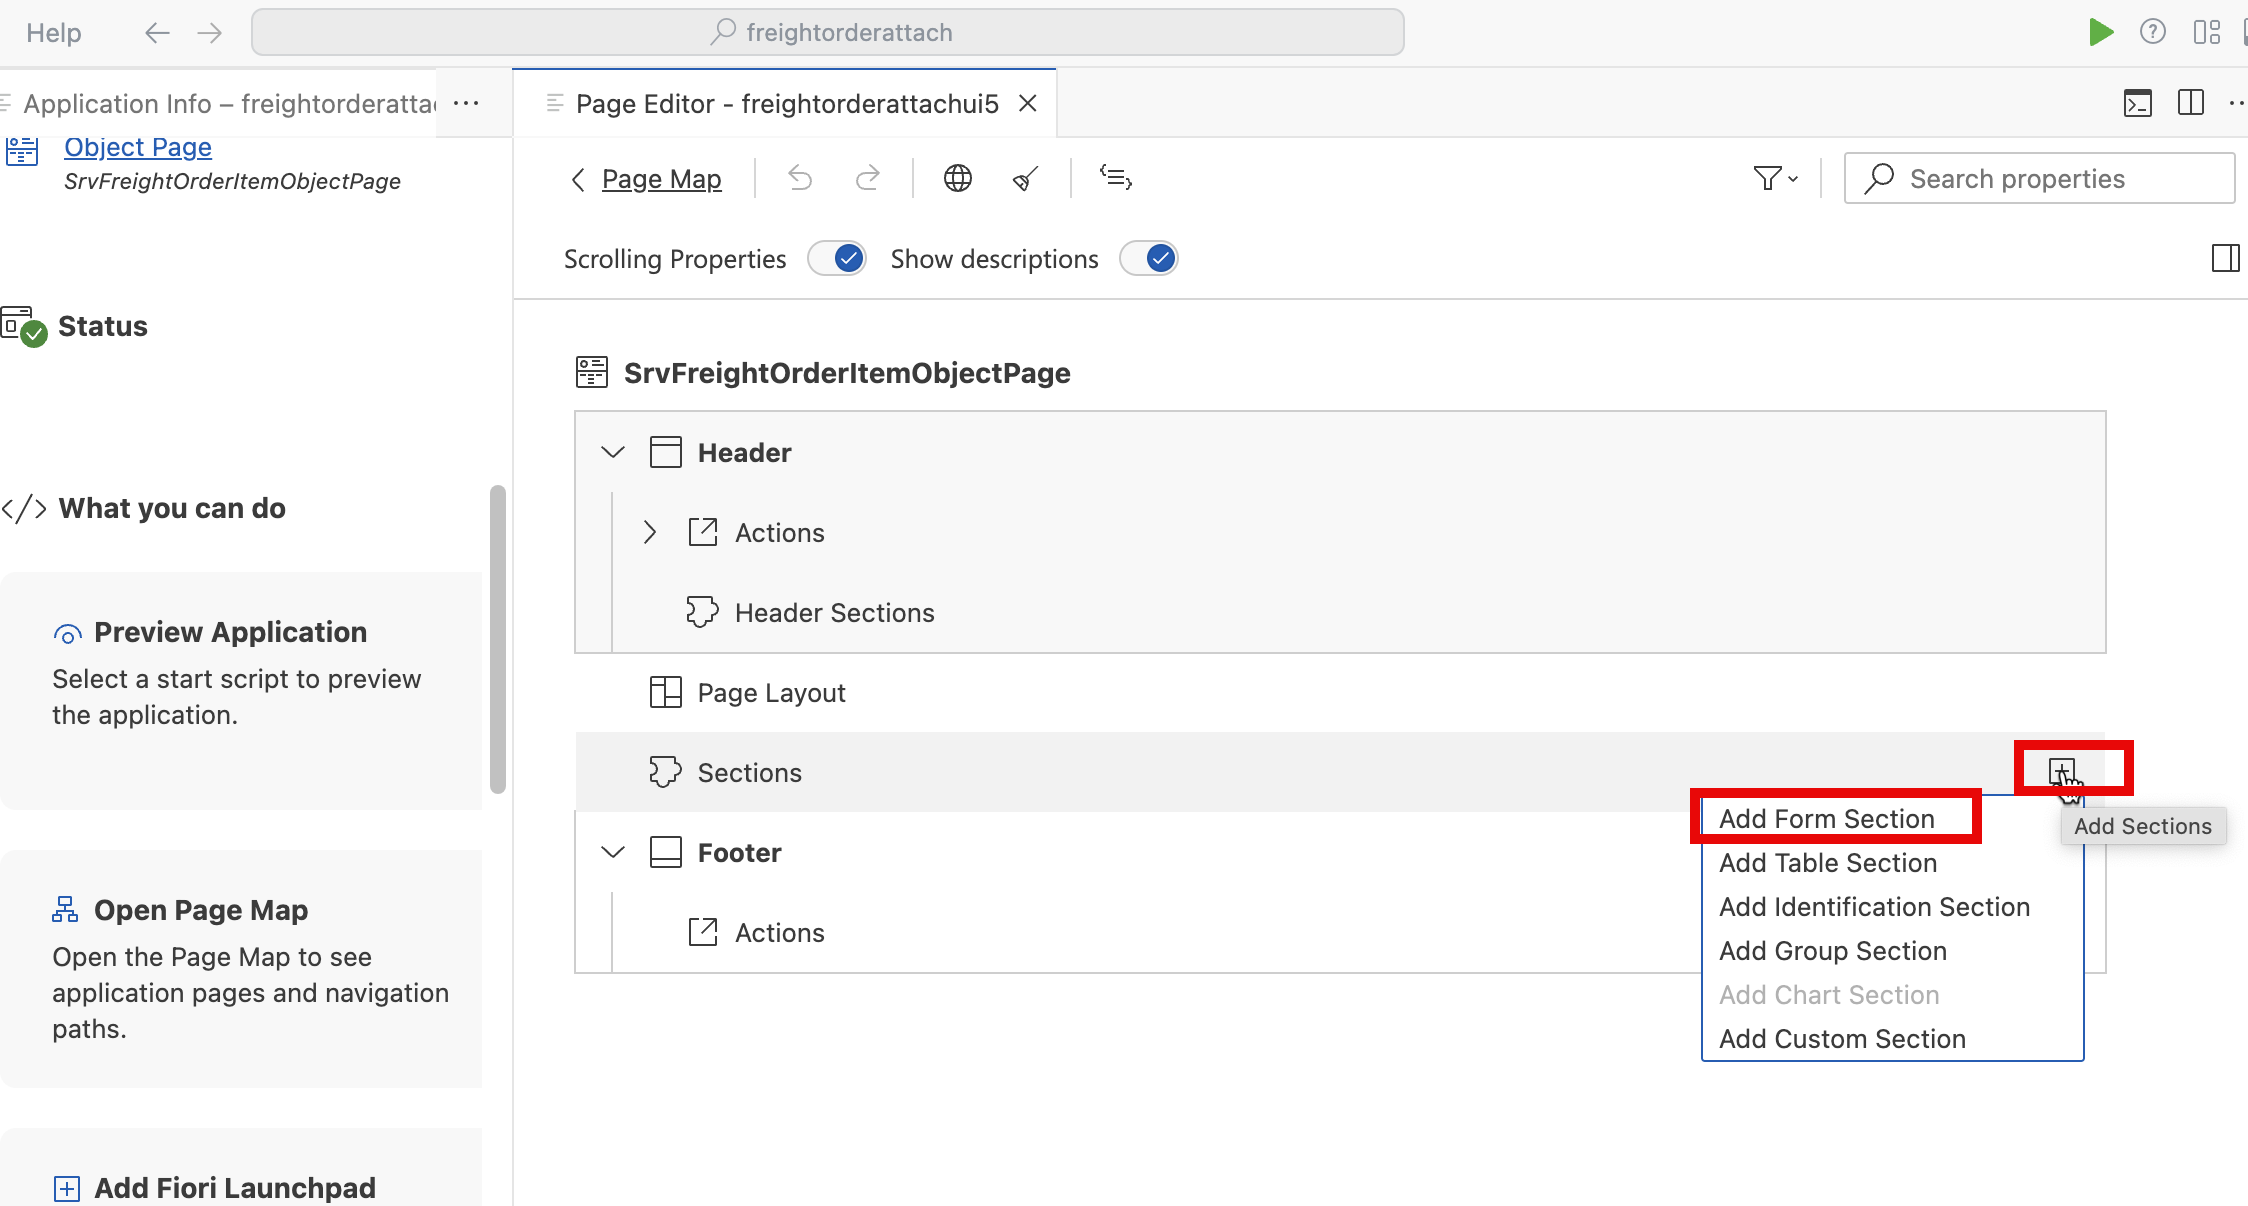 Help
freightorderattach
Application Info – freightorderattac
Page Editor - freightorderattachui5
Object Page
SrvFreightOrderItemObjectPage
Page Map
Search properties
Scrolling Properties
Show descriptions
Status
What you can do
Preview Application
Select a start script to preview
the application.
Open Page Map
Open the Page Map to see
application pages and navigation
paths.
Add Fiori Launchpad
SrvFreightOrderItemObjectPage
Header
Actions
Header Sections
Page Layout
Sections
Footer
Actions
Add Form Section
Add Table Section
Add Identification Section
Add Group Section
Add Chart Section
Add Custom Section
Add Sections